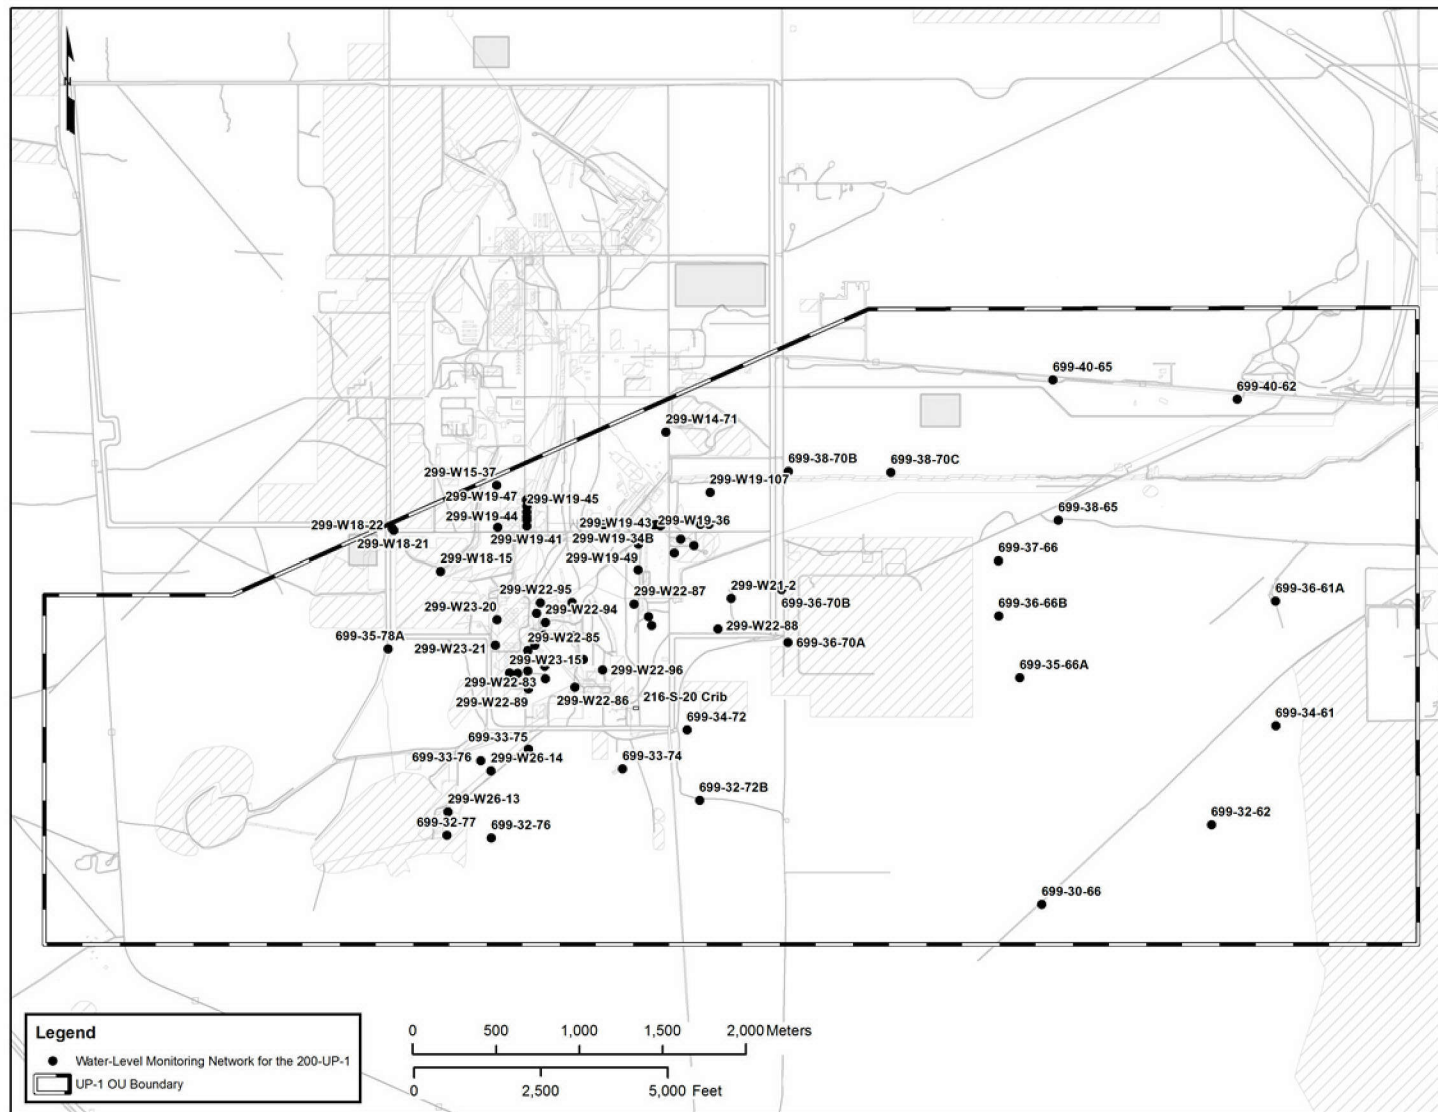 N
699-40-65
699-40-62
299-W14-71
699-38-70B
699-38-70C
299-W15-37
299-W19-107
299-W19-47
299-W19-45
299-W19-44
299-W19-43
299-W19-36
699-38-65
299-W18-22
299-W19-41
299-W19-34B
299-W18-21
299-W19-49
699-37-66
299-W18-15
299-W22-95
299-W22-87
299-W21-2
699-36-61A
299-W22-94
699-36-70B
699-36-66B
299-W23-20
299-W22-88
699-35-78A
299-W23-21
299-W22-85
699-36-70A
299-W23-15
299-W22-96
699-35-66A
299-W22-83
299-W22-89
299-W22-86
216-S-20 Crib
699-34-72
699-34-61
699-33-75
699-33-76
299-W26-14
699-33-74
699-32-72B
299-W26-13
699-32-77
699-32-76
699-32-62
699-30-66
Legend
Water-Level Monitoring Network for the 200-UP-1
UP-1 OU Boundary
0 500 1,000 1,500 2,000 Meters
0 2,500 5,000 Feet